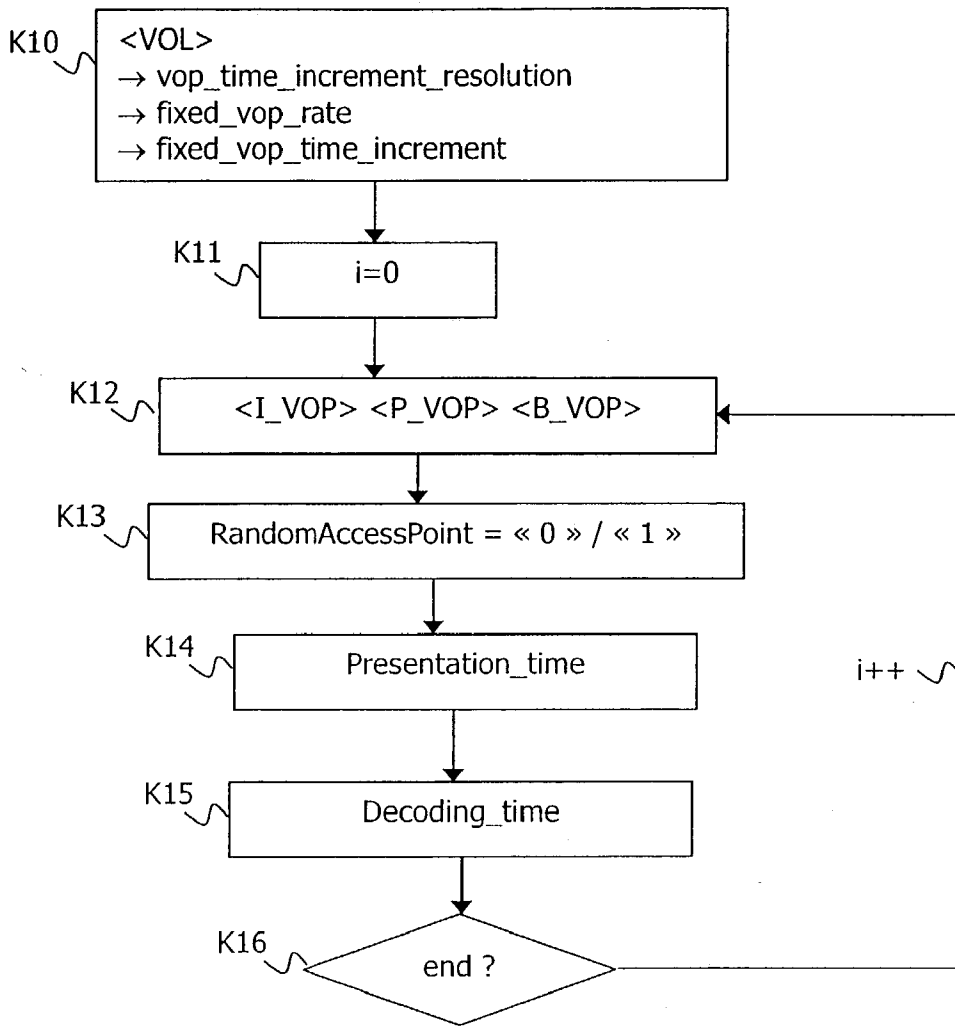 K10
<VOL>
→ vop_time_increment_resolution
→ fixed_vop_rate
→ fixed_vop_time_increment
K11
i=0
K12
<I_VOP> <P_VOP> <B_VOP>
K13
RandomAccessPoint = « 0 » / « 1 »
K14
Presentation_time
i++
K15
Decoding_time
K16
end ?